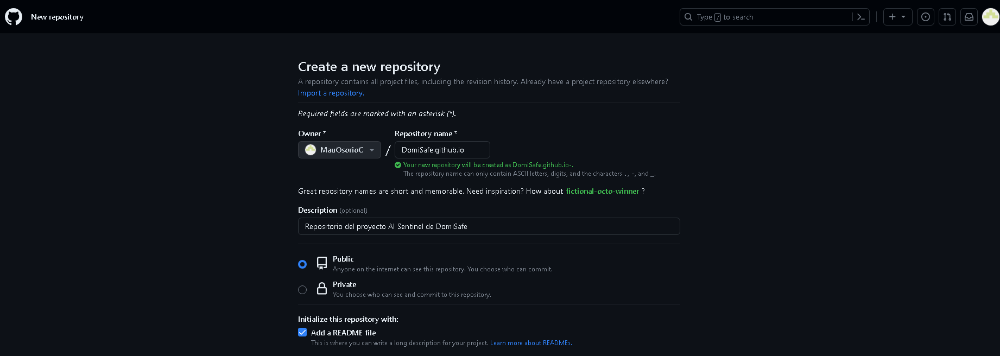 New repository
Type / to search
Create a new repository
A repository contains all project files, including the revision history. Already have a project repository elsewhere?
Import a repository.
Required fields are marked with an asterisk (*).
Owner * Repository name *
MauOsorioC / DomiSafe.github.io
Your new repository will be created as DomiSafe.github.io-.
The repository name can only contain ASCII letters, digits, and the characters ., -, and _.
Great repository names are short and memorable. Need inspiration? How about fictional-octo-winner ?
Description (optional)
Repositorio del proyecto AI Sentinel de DomiSafe
Public
Anyone on the internet can see this repository. You choose who can commit.
Private
You choose who can see and commit to this repository.
Initialize this repository with:
Add a README file
This is where you can write a long description for your project. Learn more about READMEs.